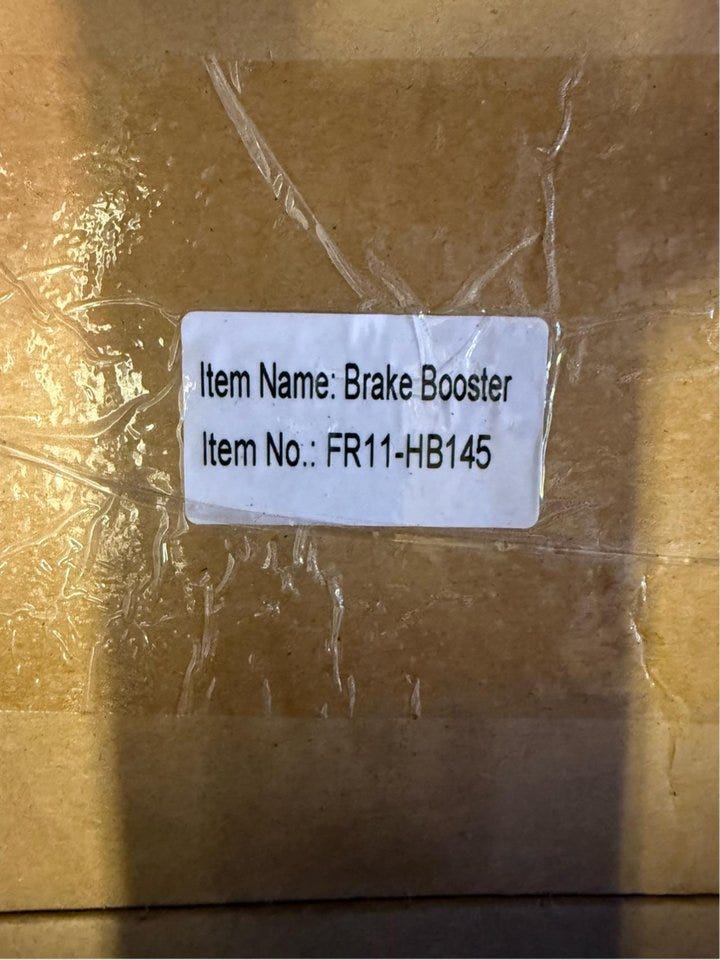 Item Name: Brake Booster
Item No.: FR11-HB145